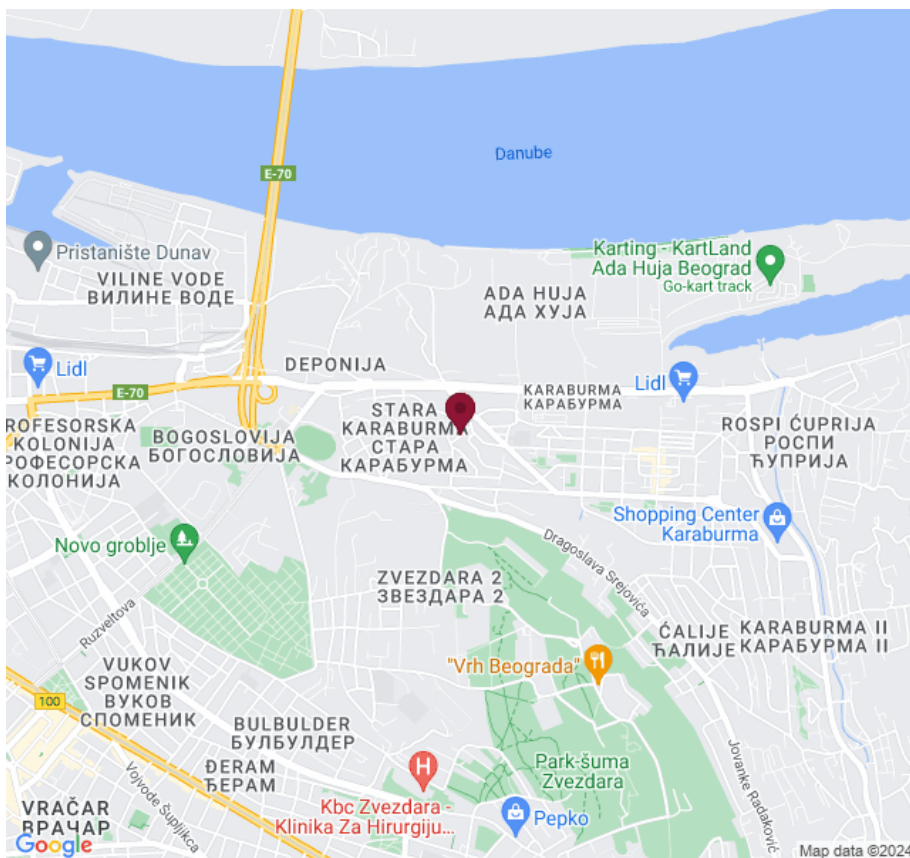 Danube
E-70
Pristanište Dunav
VILINE VODE
ВИЛИНЕ ВОДЕ
Karting - KartLand
Ada Huja Beograd
Go-kart track
ADA HUJA
АДА ХУЈА
Lidl
DEPONIJA
E-70
KARABURMA
КАРАБУРМА
Lidl
ROFESORSKA
KOLONIJA
РОФЕСОРСКА
КОЛОНИЈА
BOGOSLOVIJA
БОГОСЛОВИЈА
STARA
KARABURMA
СТАРА
КАРАБУРМА
ROSPI ĆUPRIJA
РОСПИ
ЋУПРИЈА
Shopping Center
Karaburma
Novo groblje
Dragoslava Srejovića
ZVEZDARA 2
ЗВЕЗДАРА 2
Ruzveltova
ĆALIJE
ЋАЛИЈЕ
KARABURMA II
КАРАБУРМА II
"Vrh Beograda"
VUKOV
SPOMENIK
ВУКОВ
СПОМЕНИК
100
BULBULDER
БУЛБУЛДЕР
ĐERAM
ЂЕРАМ
Park-šuma
Zvezdara
Jovanke Radaković
Vojvode Šupljikca
H
Kbc Zvezdara -
Klinika Za Hirurgiju...
Pepko
VRAČAR
ВРАЧАР
Google
Map data ©2024